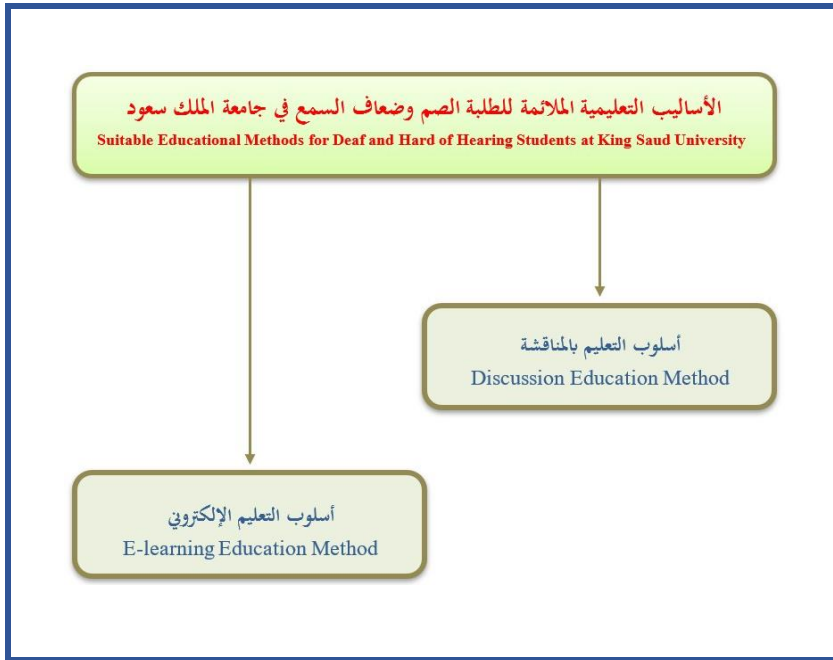 الأساليب التعليمية الملائمة للطلبة الصم وضعاف السمع في جامعة الملك سعود
Suitable Educational Methods for Deaf and Hard of Hearing Students at King Saud University
أسلوب التعليم بالمناقشة
Discussion Education Method
أسلوب التعليم الإلكتروني
E-learning Education Method